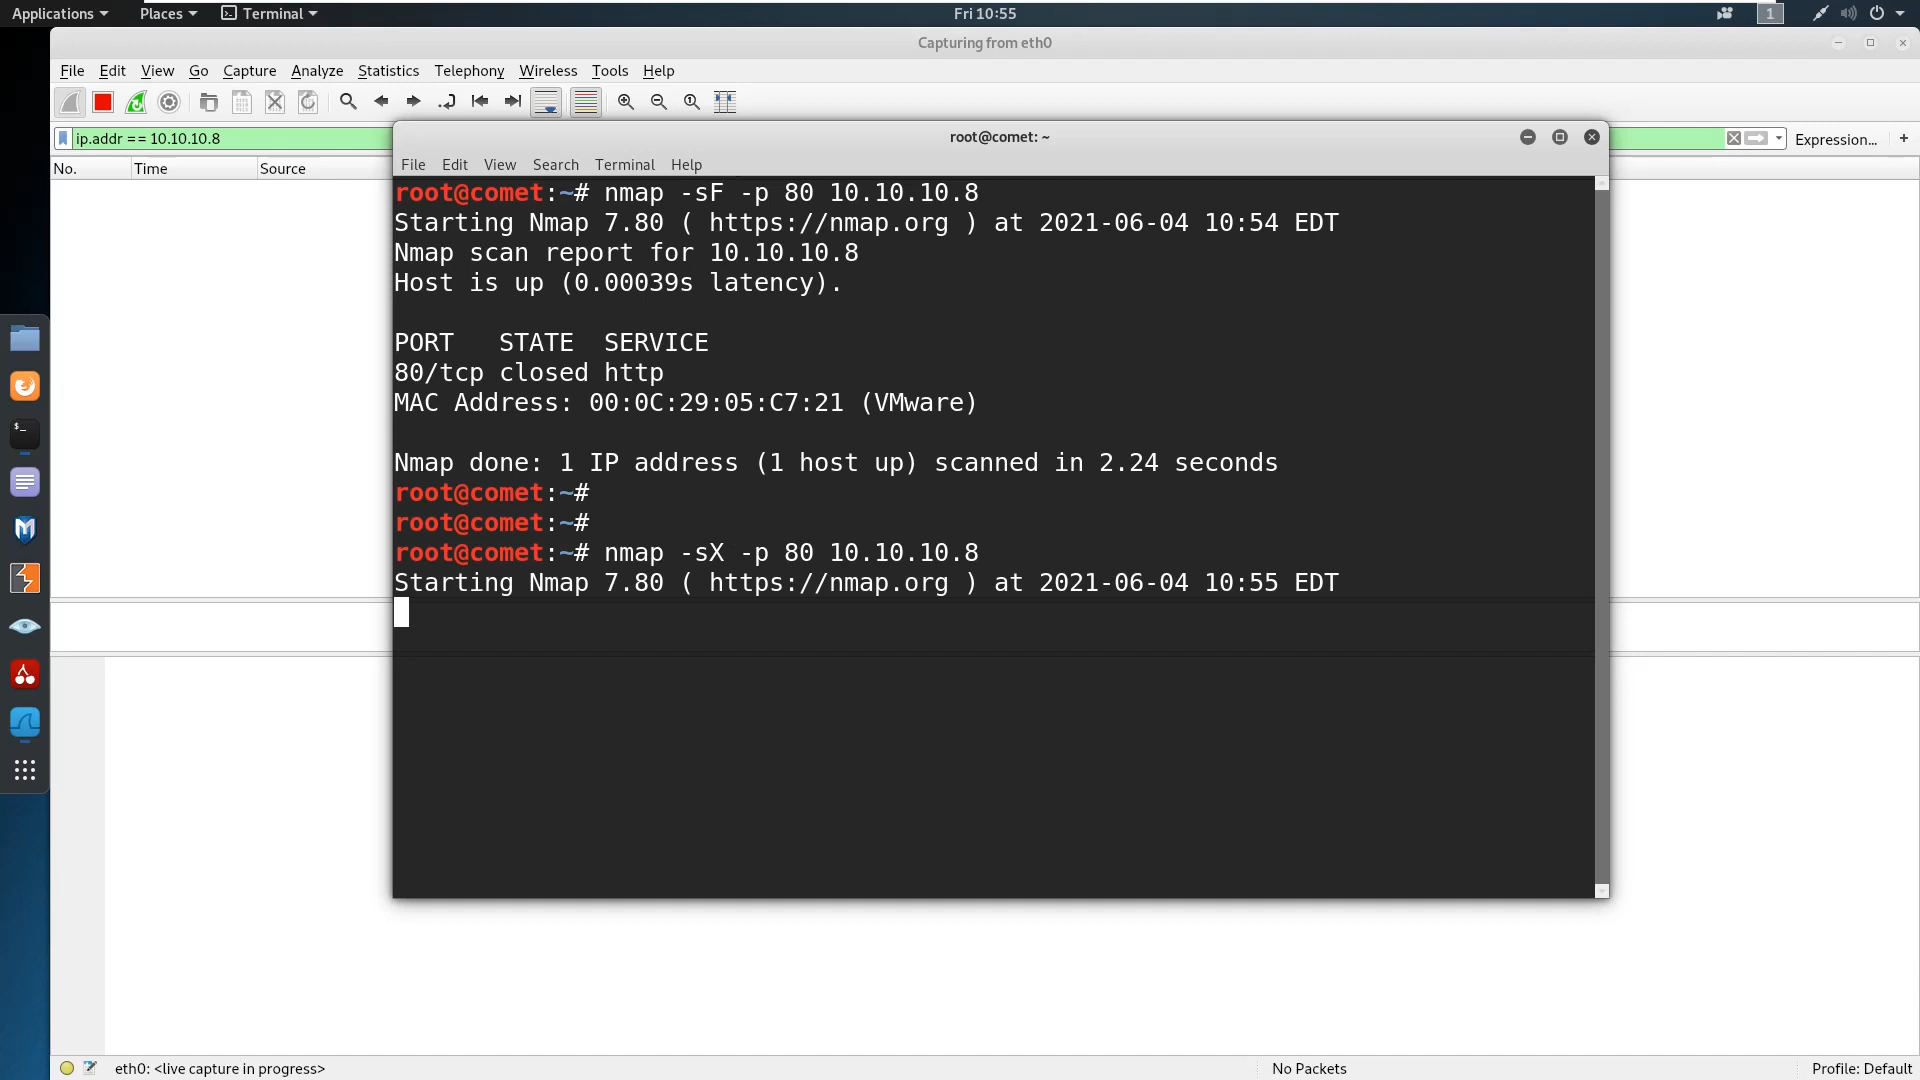 Applications Places Terminal Fri 10:55 1
Capturing from eth0
File Edit View Go Capture Analyze Statistics Telephony Wireless Tools Help
ip.addr == 10.10.10.8 Expression... +
No. Time Source
root@comet: ~
File Edit View Search Terminal Help
root@comet:~# nmap -sF -p 80 10.10.10.8
Starting Nmap 7.80 ( https://nmap.org ) at 2021-06-04 10:54 EDT
Nmap scan report for 10.10.10.8
Host is up (0.00039s latency).
PORT   STATE  SERVICE
80/tcp closed http
MAC Address: 00:0C:29:05:C7:21 (VMware)
Nmap done: 1 IP address (1 host up) scanned in 2.24 seconds
root@comet:~#
root@comet:~#
root@comet:~# nmap -sX -p 80 10.10.10.8
Starting Nmap 7.80 ( https://nmap.org ) at 2021-06-04 10:55 EDT
eth0: <live capture in progress> No Packets Profile: Default